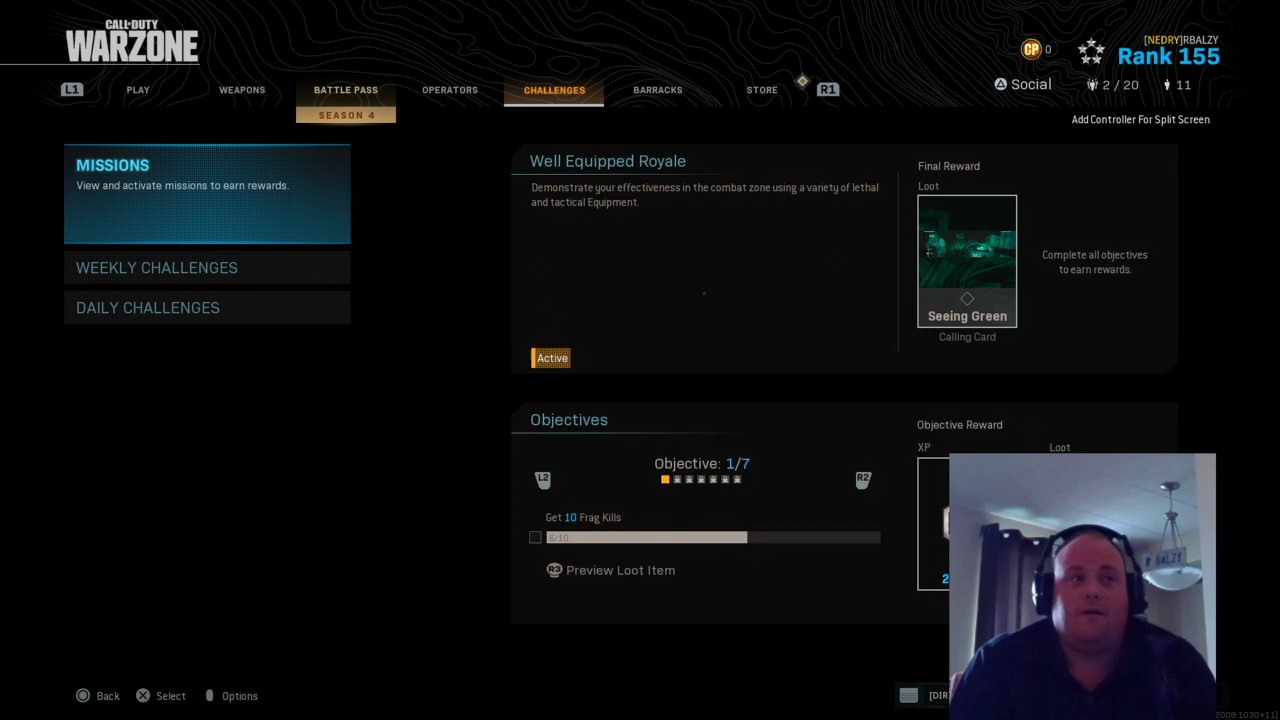 CALL OF DUTY
WARZONE
CP 0
[NEDRY]RBALZY
Rank 155
L1
PLAY
WEAPONS
BATTLE PASS
SEASON 4
OPERATORS
CHALLENGES
BARRACKS
STORE
R1
Social
2 / 20
11
Add Controller For Split Screen
MISSIONS
View and activate missions to earn rewards.
WEEKLY CHALLENGES
DAILY CHALLENGES
Well Equipped Royale
Demonstrate your effectiveness in the combat zone using a variety of lethal
and tactical Equipment.
Active
Final Reward
Loot
Seeing Green
Calling Card
Complete all objectives
to earn rewards.
Objectives
Objective: 1/7
L2
R2
Get 10 Frag Kills
6/10
R3 Preview Loot Item
Objective Reward
XP
Loot
2
BALZY
Back
Select
Options
[DIR